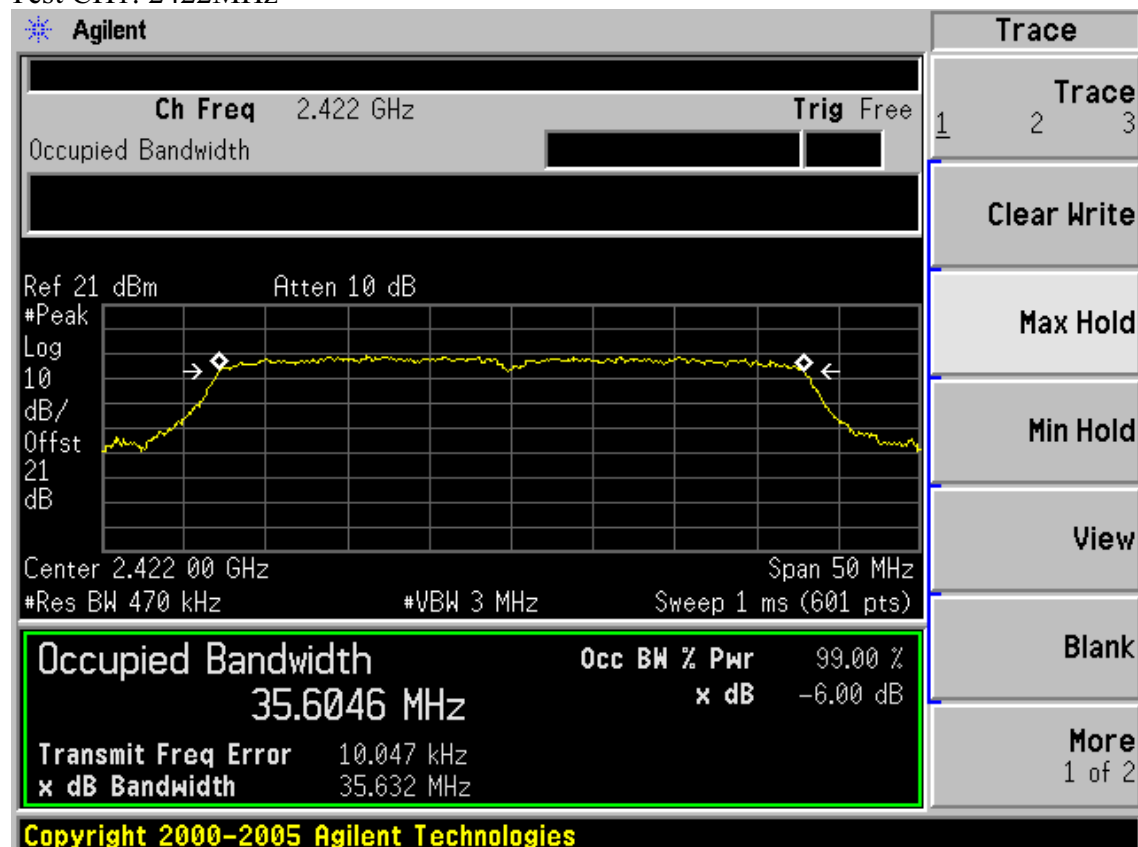 Agilent
Trace
Ch Freq 2.422 GHz
Trig Free
Occupied Bandwidth
Trace
1 2 3
Clear Write
Max Hold
Min Hold
View
Blank
More
1 of 2
Ref 21 dBm
Atten 10 dB
#Peak
Log
10
dB/
Offst
21
dB
Center 2.422 00 GHz
Span 50 MHz
#Res BW 470 kHz
#VBW 3 MHz
Sweep 1 ms (601 pts)
Occupied Bandwidth
35.6046 MHz
Occ BW % Pwr 99.00 %
x dB -6.00 dB
Transmit Freq Error 10.047 kHz
x dB Bandwidth 35.632 MHz
Copyright 2000-2005 Agilent Technologies